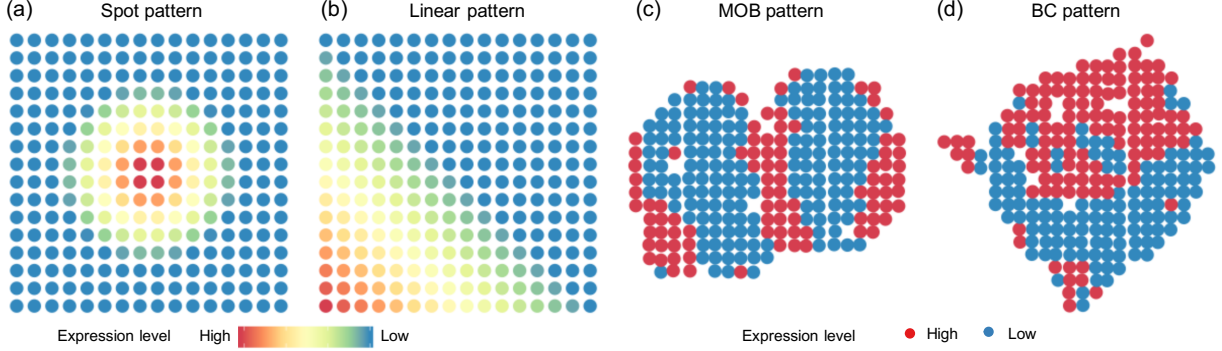 (a) Spot pattern
(b) Linear pattern
(c) MOB pattern
(d) BC pattern
Expression level High Low
Expression level High Low